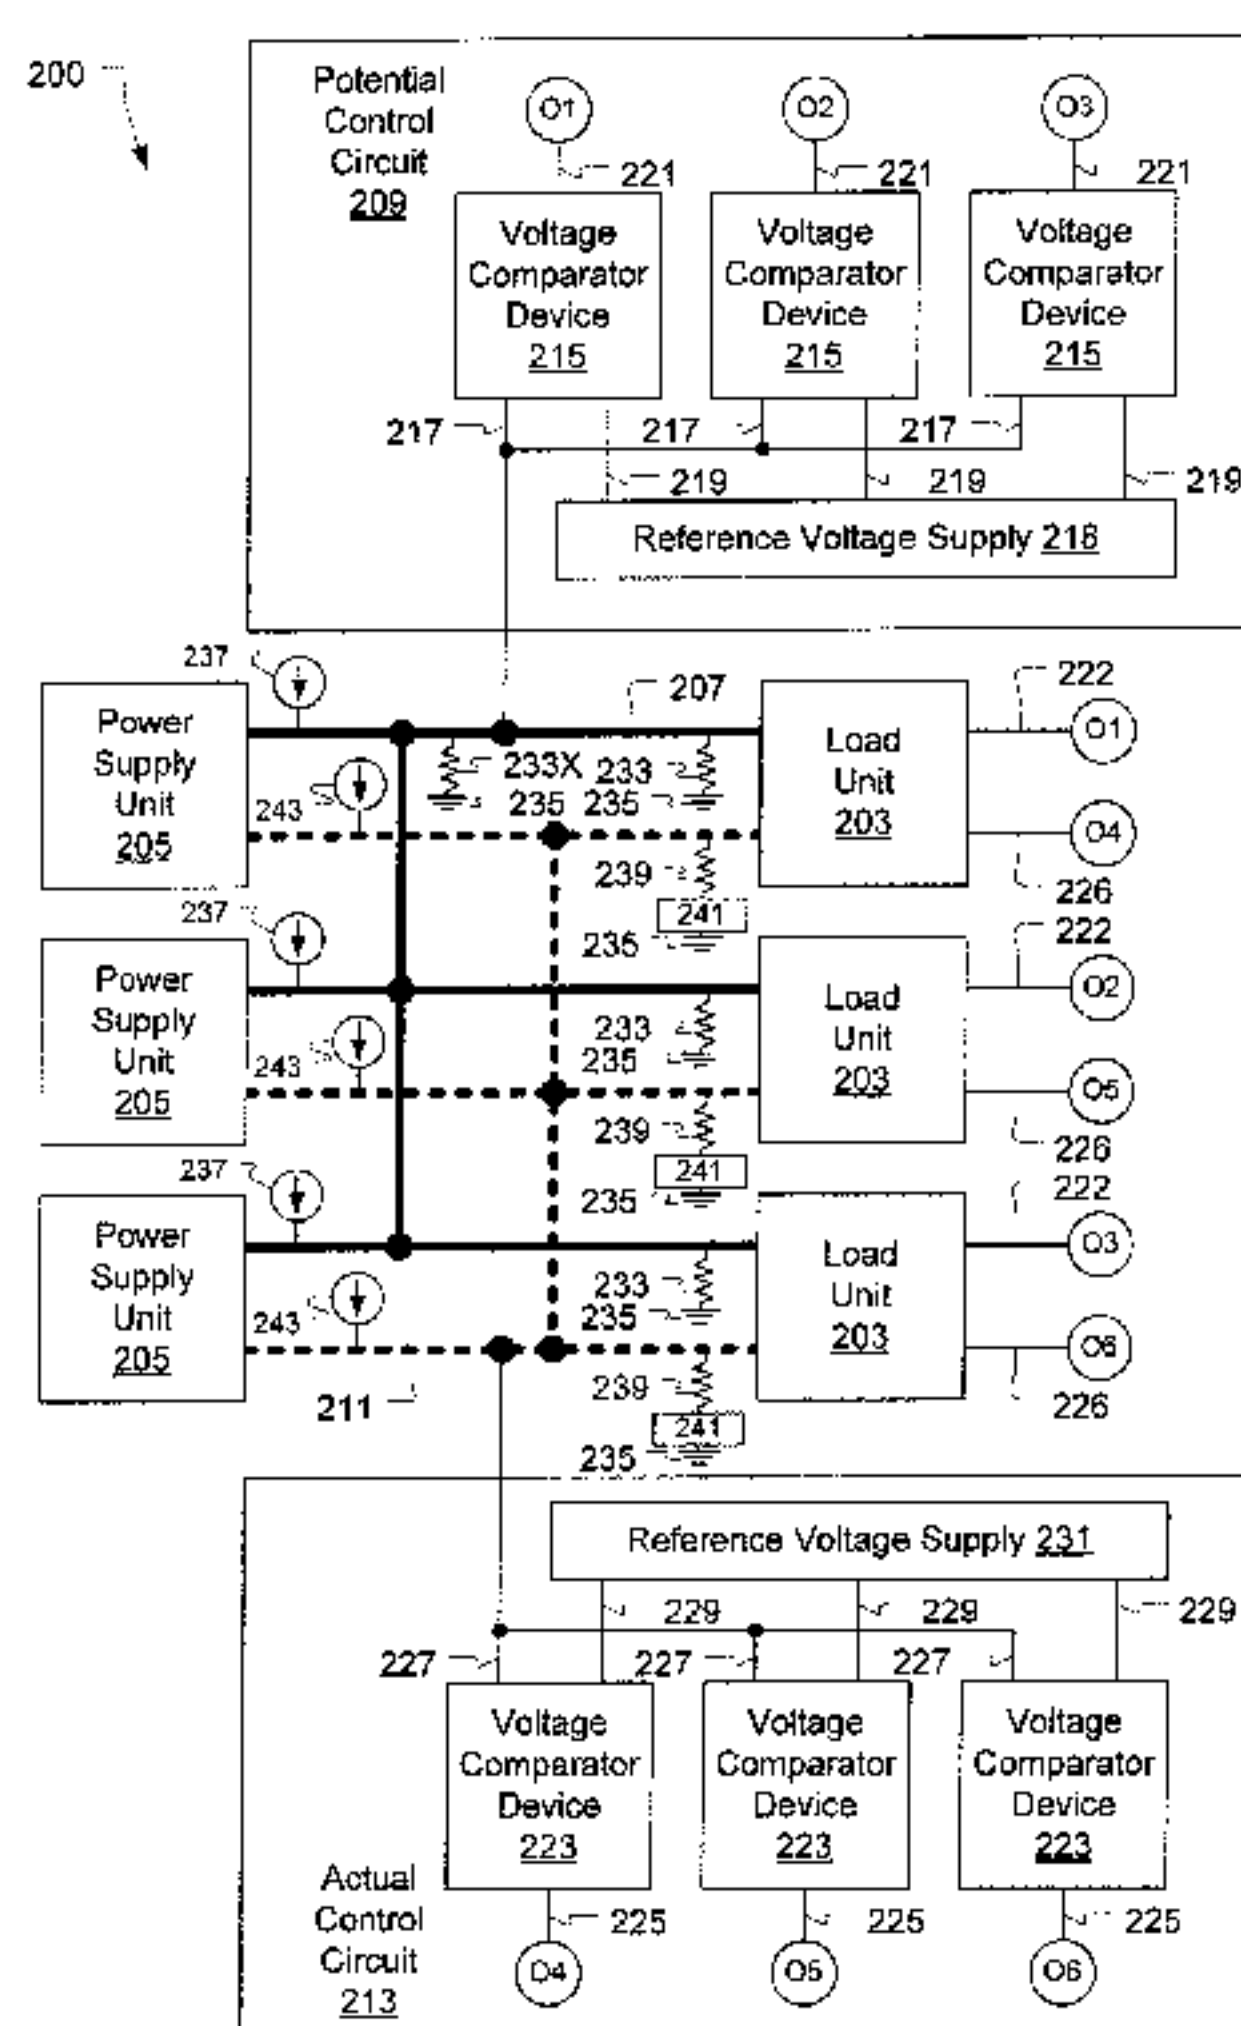 200
Potential
Control
Circuit
209
O1
O2
O3
221
221
221
Voltage
Comparator
Device
215
Voltage
Comparator
Device
215
Voltage
Comparator
Device
215
217
217
217
219
219
219
Reference Voltage Supply 218
237
207
222
Power
Supply
Unit
205
Load
Unit
203
O1
233X
233
243
235
235
O4
239
226
241
237
235
222
Power
Supply
Unit
205
Load
Unit
203
O2
233
243
235
O5
239
226
241
237
235
222
Power
Supply
Unit
205
Load
Unit
203
O3
233
243
235
O6
239
211
226
241
235
Reference Voltage Supply 231
229
229
229
227
227
227
Voltage
Comparator
Device
223
Voltage
Comparator
Device
223
Voltage
Comparator
Device
223
Actual
Control
Circuit
213
225
225
225
O4
O5
O6